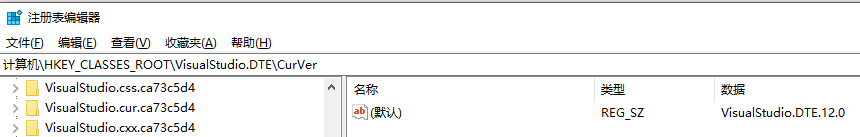 注册表编辑器
文件(F) 编辑(E) 查看(V) 收藏夹(A) 帮助(H)
计算机\HKEY_CLASSES_ROOT\VisualStudio.DTE\CurVer
VisualStudio.css.ca73c5d4
VisualStudio.cur.ca73c5d4
VisualStudio.cxx.ca73c5d4
名称 类型 数据
ab (默认) REG_SZ VisualStudio.DTE.12.0